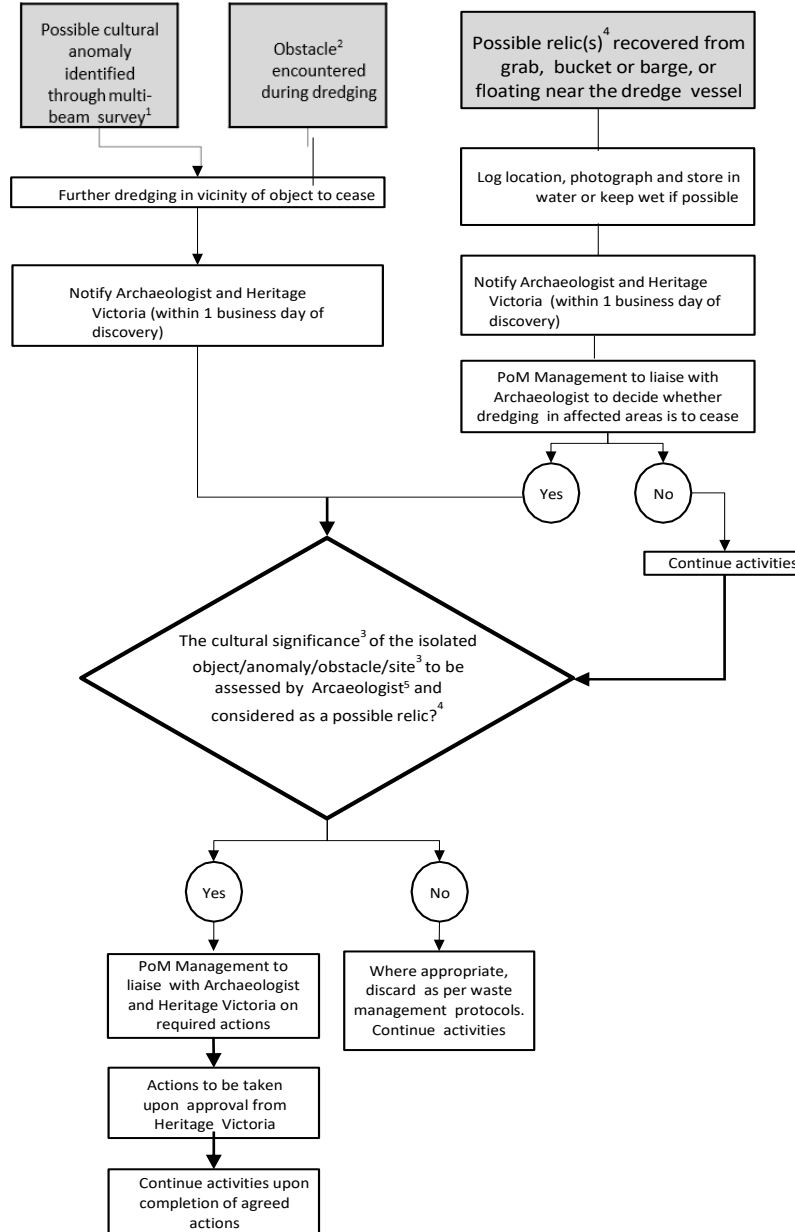 Possible cultural
anomaly
identified
through multi-
beam survey1
Obstacle2
encountered
during dredging
Possible relic(s)4 recovered from
grab, bucket or barge, or
floating near the dredge vessel
Further dredging in vicinity of object to cease
Log location, photograph and store in
water or keep wet if possible
Notify Archaeologist and Heritage
Victoria (within 1 business day of
discovery)
Notify Archaeologist and Heritage
Victoria (within 1 business day of
discovery)
PoM Management to liaise with
Archaeologist to decide whether
dredging in affected areas is to cease
Yes
No
Continue activities
The cultural significance3 of the isolated
object/anomaly/obstacle/site3 to be
assessed by Arcaeologist5 and
considered as a possible relic?4
Yes
No
PoM Management to
liaise with Archaeologist
and Heritage Victoria on
required actions
Where appropriate,
discard as per waste
management protocols.
Continue activities
Actions to be taken
upon approval from
Heritage Victoria
Continue activities upon
completion of agreed
actions